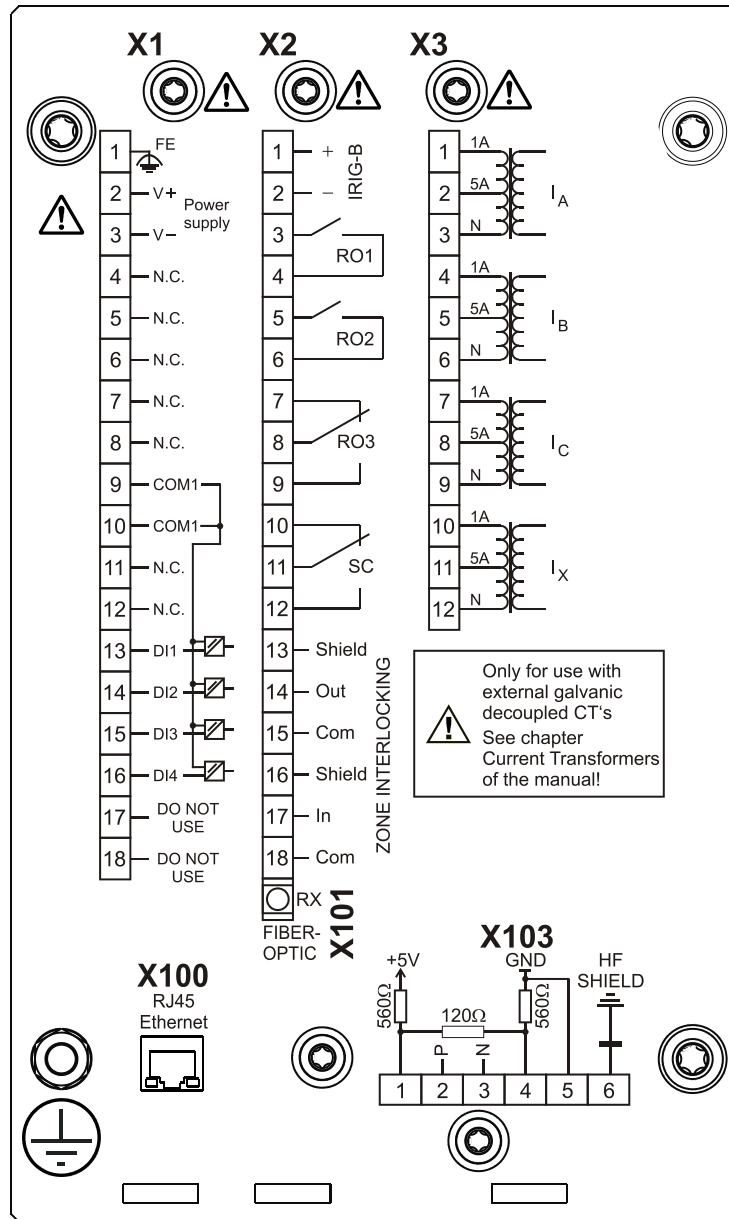 X1 X2 X3
1 FE
2 V+ Power
3 V– supply
4 N.C.
5 N.C.
6 N.C.
7 N.C.
8 N.C.
9 COM1
10 COM1
11 N.C.
12 N.C.
13 DI1
14 DI2
15 DI3
16 DI4
17 DO NOT
USE
18 DO NOT
USE
1 +
2 –
IRIG-B
3
4
RO1
5
6
RO2
7
8 RO3
9
10
11 SC
12
13 Shield
14 Out
15 Com
16 Shield
17 In
18 Com
ZONE INTERLOCKING
RX
FIBER-
OPTIC
X101
1 1A
2 5A IA
3 N
4 1A
5 5A IB
6 N
7 1A
8 5A IC
9 N
10 1A
11 5A IX
12 N
Only for use with
external galvanic
decoupled CT‘s
See chapter
Current Transformers
of the manual!
X100
RJ45
Ethernet
X103
+5V GND HF
SHIELD
560Ω 120Ω 560Ω
P N
1 2 3 4 5 6